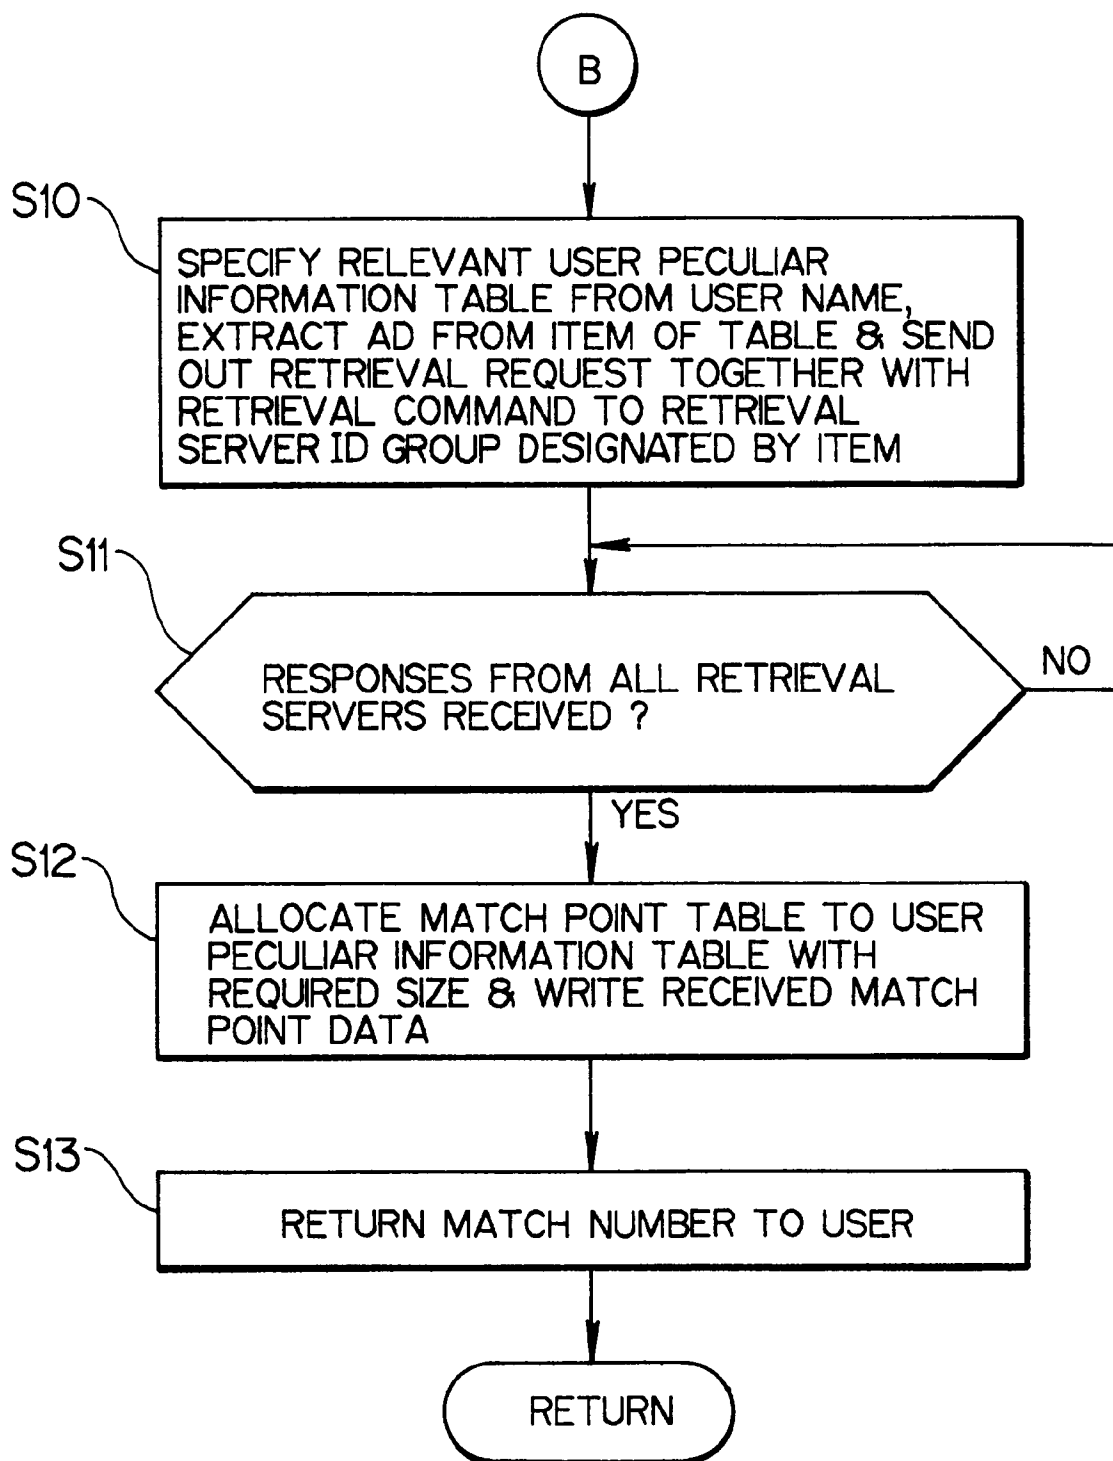 B
S10
SPECIFY RELEVANT USER PECULIAR
INFORMATION TABLE FROM USER NAME,
EXTRACT AD FROM ITEM OF TABLE & SEND
OUT RETRIEVAL REQUEST TOGETHER WITH
RETRIEVAL COMMAND TO RETRIEVAL
SERVER ID GROUP DESIGNATED BY ITEM
S11
RESPONSES FROM ALL RETRIEVAL
SERVERS RECEIVED ?
NO
YES
S12
ALLOCATE MATCH POINT TABLE TO USER
PECULIAR INFORMATION TABLE WITH
REQUIRED SIZE & WRITE RECEIVED MATCH
POINT DATA
S13
RETURN MATCH NUMBER TO USER
RETURN